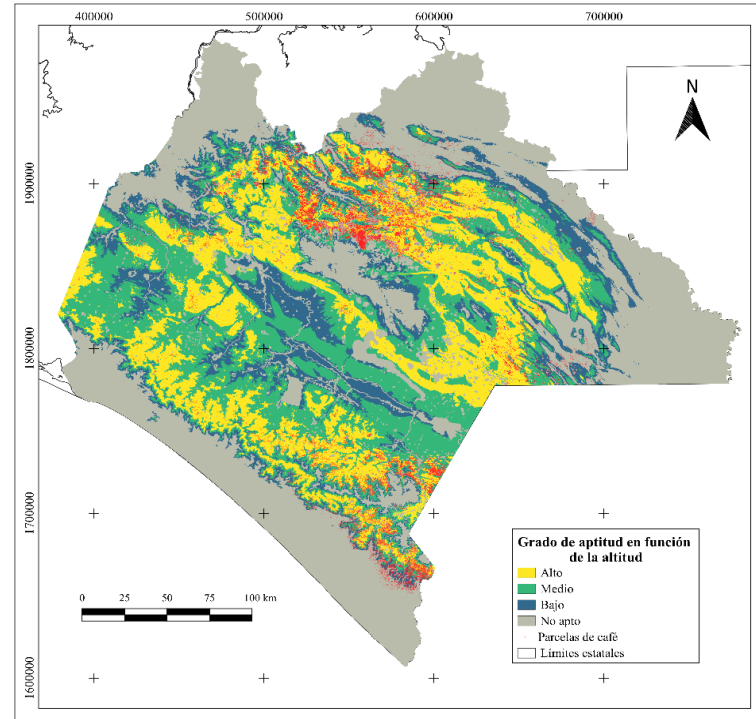 400000 500000 600000 700000
N
1900000
1800000
1700000
1600000
0 25 50 75 100 km
Grado de aptitud en función
de la altitud
Alto
Medio
Bajo
No apto
Parcelas de café
Límites estatales